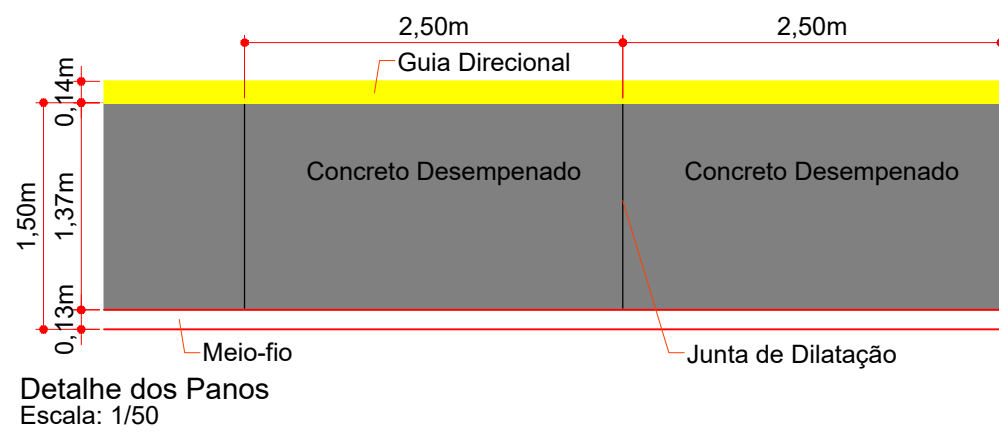 2,50m
2,50m
Guia Direcional
0,14m
Concreto Desempenado
Concreto Desempenado
1,50m
1,37m
0,13m
Meio-fio
Junta de Dilatação
Detalhe dos Panos
Escala: 1/50